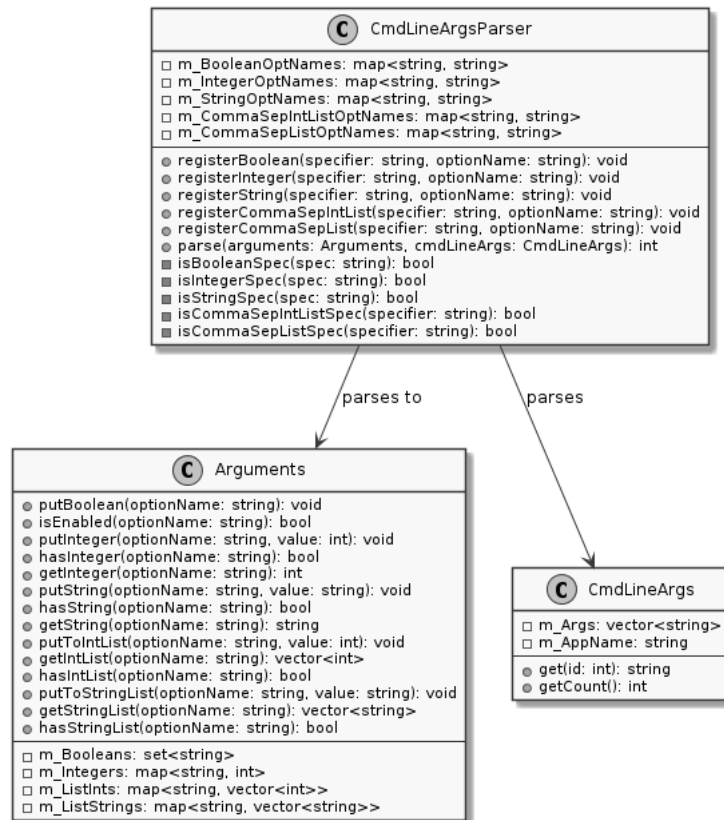 C CmdLineArgsParser
m_BooleanOptNames: map<string, string>
m_IntegerOptNames: map<string, string>
m_StringOptNames: map<string, string>
m_CommaSepIntListOptNames: map<string, string>
m_CommaSepListOptNames: map<string, string>
registerBoolean(specifier: string, optionName: string): void
registerInteger(specifier: string, optionName: string): void
registerString(specifier: string, optionName: string): void
registerCommaSepIntList(specifier: string, optionName: string): void
registerCommaSepList(specifier: string, optionName: string): void
parse(arguments: Arguments, cmdLineArgs: CmdLineArgs): int
isBooleanSpec(spec: string): bool
isIntegerSpec(spec: string): bool
isStringSpec(spec: string): bool
isCommaSepIntListSpec(specifier: string): bool
isCommaSepListSpec(specifier: string): bool
parses to
parses
C Arguments
putBoolean(optionName: string): void
isEnabled(optionName: string): bool
putInteger(optionName: string, value: int): void
hasInteger(optionName: string): bool
getInteger(optionName: string): int
putString(optionName: string, value: string): void
hasString(optionName: string): bool
getString(optionName: string): string
putToIntList(optionName: string, value: int): void
getIntList(optionName: string): vector<int>
hasIntList(optionName: string): bool
putToStringList(optionName: string, value: string): void
getStringList(optionName: string): vector<string>
hasStringList(optionName: string): bool
m_Booleans: set<string>
m_Integers: map<string, int>
m_ListInts: map<string, vector<int>>
m_ListStrings: map<string, vector<string>>
C CmdLineArgs
m_Args: vector<string>
m_AppName: string
get(id: int): string
getCount(): int